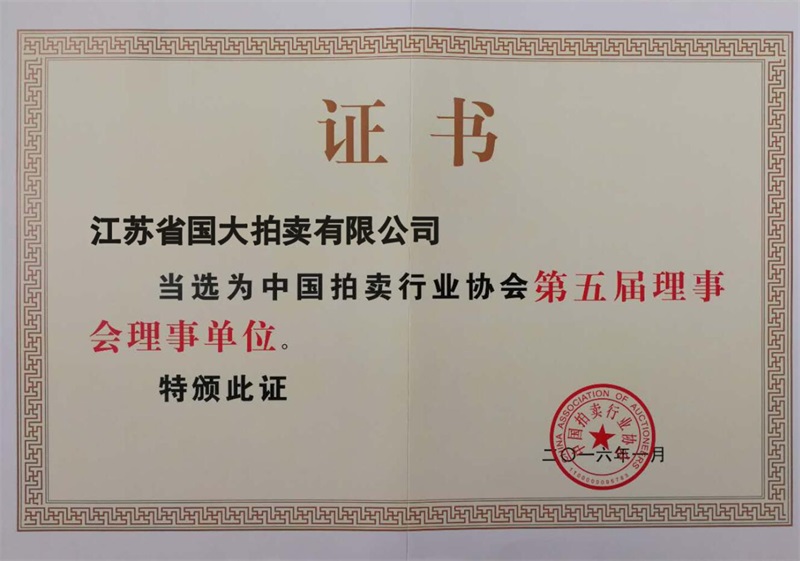 证书
江苏省国大拍卖有限公司
当选为中国拍卖行业协会第五届理事
会理事单位。
特颁此证
CHINA ASSOCIATION OF AUCTIONEERS
中国拍卖行业协会
二〇一六年一月